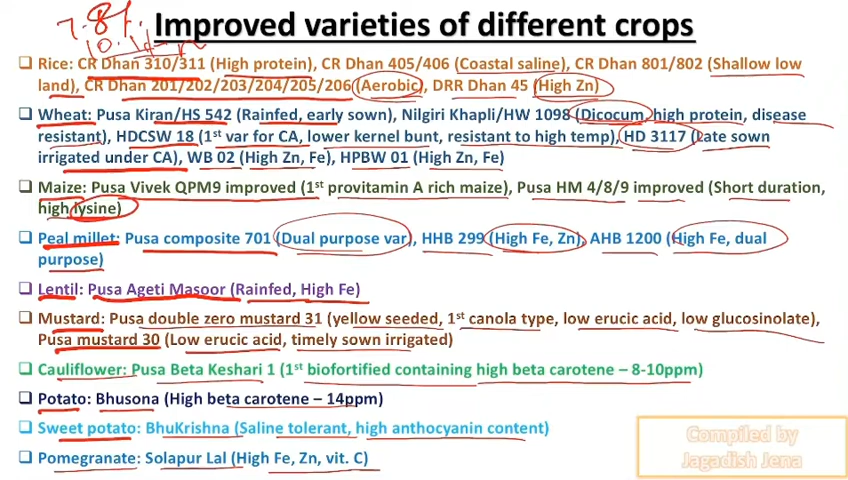 Improved varieties of different crops
7.8%
Rice: CR Dhan 310/311 (High protein), CR Dhan 405/406 (Coastal saline), CR Dhan 801/802 (Shallow low
land), CR Dhan 201/202/203/204/205/206 (Aerobic), DRR Dhan 45 (High Zn)
Wheat: Pusa Kiran/HS 542 (Rainfed, early sown), Nilgiri Khapli/HW 1098 (Dicocum, high protein, disease
resistant), HDCSW 18 (1st var for CA, lower kernel bunt, resistant to high temp), HD 3117 (Late sown
irrigated under CA), WB 02 (High Zn, Fe), HPBW 01 (High Zn, Fe)
Maize: Pusa Vivek QPM9 improved (1st provitamin A rich maize), Pusa HM 4/8/9 improved (Short duration,
high lysine)
Peal millet: Pusa composite 701 (Dual purpose var), HHB 299 (High Fe, Zn), AHB 1200 (High Fe, dual
purpose)
Lentil: Pusa Ageti Masoor (Rainfed, High Fe)
Mustard: Pusa double zero mustard 31 (yellow seeded, 1st canola type, low erucic acid, low glucosinolate),
Pusa mustard 30 (Low erucic acid, timely sown irrigated)
Cauliflower: Pusa Beta Keshari 1 (1st biofortified containing high beta carotene – 8-10ppm)
Potato: Bhusona (High beta carotene – 14ppm)
Sweet potato: BhuKrishna (Saline tolerant, high anthocyanin content)
Pomegranate: Solapur Lal (High Fe, Zn, vit. C)
Compiled by
Jagadish Jena